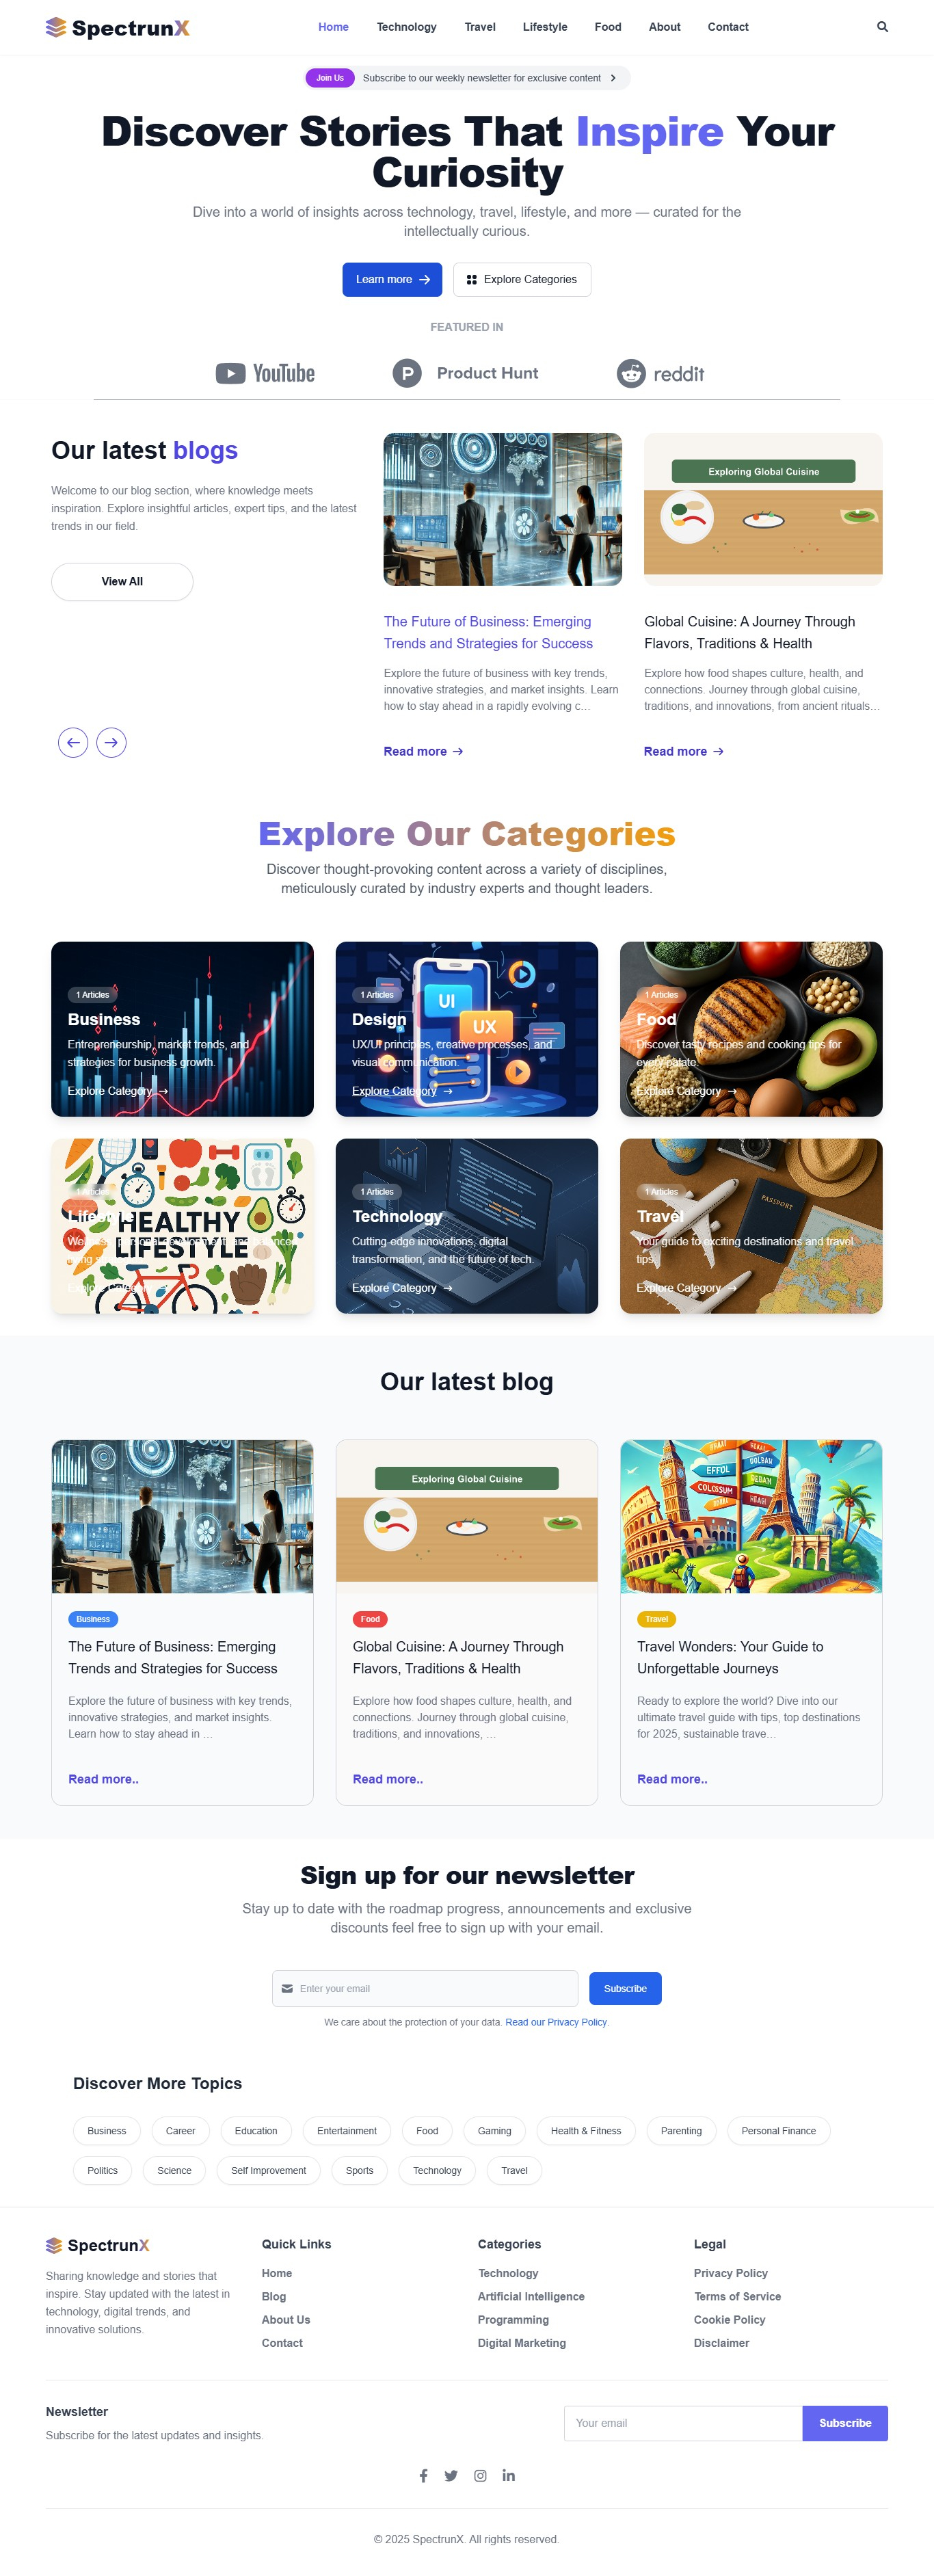 SpectrunX
Home Technology Travel Lifestyle Food About Contact
Join Us Subscribe to our weekly newsletter for exclusive content
Discover Stories That Inspire Your
Curiosity
Dive into a world of insights across technology, travel, lifestyle, and more — curated for the
intellectually curious.
Learn more Explore Categories
FEATURED IN
YouTube Product Hunt reddit
Our latest blogs
Welcome to our blog section, where knowledge meets
inspiration. Explore insightful articles, expert tips, and the latest
trends in our field.
View All
Exploring Global Cuisine
The Future of Business: Emerging
Trends and Strategies for Success
Explore the future of business with key trends,
innovative strategies, and market insights. Learn
how to stay ahead in a rapidly evolving c…
Read more
Global Cuisine: A Journey Through
Flavors, Traditions & Health
Explore how food shapes culture, health, and
connections. Journey through global cuisine,
traditions, and innovations, from ancient rituals…
Read more
Explore Our Categories
Discover thought-provoking content across a variety of disciplines,
meticulously curated by industry experts and thought leaders.
1 Articles
Business
Entrepreneurship, market trends, and
strategies for business growth.
Explore Category
UI
UX
1 Articles
Design
UX/UI principles, creative processes, and
visual communication.
Explore Category
1 Articles
Food
Discover tasty recipes and cooking tips for
every palate.
Explore Category
HEALTHY
LIFESTYLE
1 Articles
Lifestyle
Explore Category
1 Articles
Technology
Cutting-edge innovations, digital
transformation, and the future of tech.
Explore Category
PASSPORT
1 Articles
Travel
Your guide to exciting destinations and travel
tips.
Explore Category
Our latest blog
Business
The Future of Business: Emerging
Trends and Strategies for Success
Explore the future of business with key trends,
innovative strategies, and market insights.
Learn how to stay ahead in …
Read more..
Exploring Global Cuisine
Food
Global Cuisine: A Journey Through
Flavors, Traditions & Health
Explore how food shapes culture, health, and
connections. Journey through global cuisine,
traditions, and innovations, …
Read more..
EFFOL
COLOSSUM
Travel
Travel Wonders: Your Guide to
Unforgettable Journeys
Ready to explore the world? Dive into our
ultimate travel guide with tips, top destinations
for 2025, sustainable trave…
Read more..
Sign up for our newsletter
Stay up to date with the roadmap progress, announcements and exclusive
discounts feel free to sign up with your email.
Enter your email Subscribe
We care about the protection of your data. Read our Privacy Policy.
Discover More Topics
Business Career Education Entertainment Food Gaming Health & Fitness Parenting Personal Finance
Politics Science Self Improvement Sports Technology Travel
SpectrunX
Sharing knowledge and stories that
inspire. Stay updated with the latest in
technology, digital trends, and
innovative solutions.
Quick Links
Home
Blog
About Us
Contact
Categories
Technology
Artificial Intelligence
Programming
Digital Marketing
Legal
Privacy Policy
Terms of Service
Cookie Policy
Disclaimer
Newsletter
Subscribe for the latest updates and insights.
Your email Subscribe
© 2025 SpectrunX. All rights reserved.